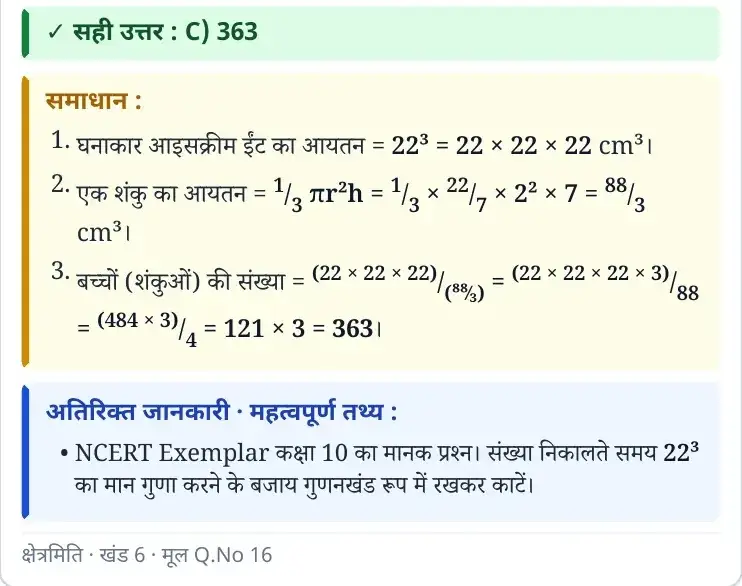 ✓ सही उत्तर : C) 363
समाधान :
1. घनाकार आइसक्रीम ईंट का आयतन = 22³ = 22 × 22 × 22 cm³।
2. एक शंकु का आयतन = 1/3 πr²h = 1/3 × 22/7 × 2² × 7 = 88/3
cm³।
3. बच्चों (शंकुओं) की संख्या = (22 × 22 × 22)/(88/3) = (22 × 22 × 22 × 3)/88
= (484 × 3)/4 = 121 × 3 = 363।
अतिरिक्त जानकारी · महत्वपूर्ण तथ्य :
• NCERT Exemplar कक्षा 10 का मानक प्रश्न। संख्या निकालते समय 22³
का मान गुणा करने के बजाय गुणनखंड रूप में रखकर काटें।
क्षेत्रमिति · खंड 6 · मूल Q.No 16